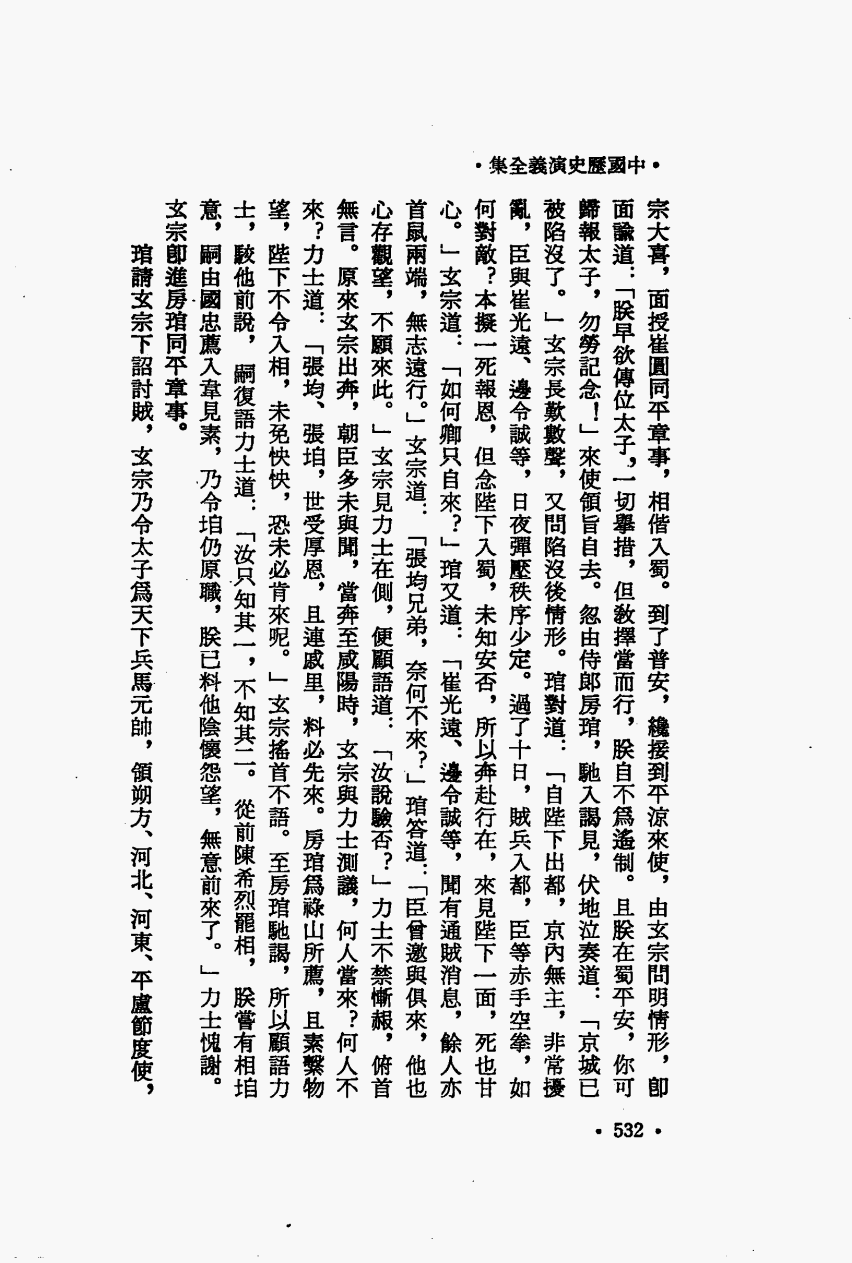 •中國歷史演義全集•
宗大喜，面授崔圓同平章事，相偕入蜀。到了普安，纔接到平涼來使，由玄宗問明情形，卽
面諭道：「朕早欲傳位太子，一切舉措，但敎擇當而行，朕自不爲遙制。且朕在蜀平安，你可
歸報太子，勿勞記念！」來使領旨自去。忽由侍郎房琯，馳入謁見，伏地泣奏道：「京城已
被陷沒了。」玄宗長歎數聲，又問陷沒後情形。琯對道：「自陛下出都，京內無主，非常擾
亂，臣與崔光遠、邊令誠等，日夜彈壓秩序少定。過了十日，賊兵入都，臣等赤手空拳，如
何對敵？本擬一死報恩，但念陛下入蜀，未知安否，所以奔赴行在，來見陛下一面，死也甘
心。」玄宗道：「如何卿只自來？」琯又道：「崔光遠、邊令誠等，聞有通賊消息，餘人亦
首鼠兩端，無志遠行。」玄宗道：「張均兄弟，奈何不來？」琯答道：「臣曾邀與俱來，他也
心存觀望，不願來此。」玄宗見力士在側，便顧語道：「汝說驗否？」力士不禁慚赧，俯首
無言。原來玄宗出奔，朝臣多未與聞，當奔至咸陽時，玄宗與力士測議，何人當來？何人不
來？力士道：「張均、張垍，世受厚恩，且連戚里，料必先來。房琯爲祿山所薦，且素繫物
望，陛下不令入相，未免怏怏，恐未必肯來呢。」玄宗搖首不語。至房琯馳謁，所以顧語力
士，駮他前說，嗣復語力士道：「汝只知其一，不知其二。從前陳希烈罷相，朕嘗有相垍
意，嗣由國忠薦入韋見素，乃令垍仍原職，朕已料他陰懷怨望，無意前來了。」力士愧謝。
玄宗卽進房琯同平章事。
琯請玄宗下詔討賊，玄宗乃令太子爲天下兵馬元帥，領朔方、河北、河東、平盧節度使，
•532•